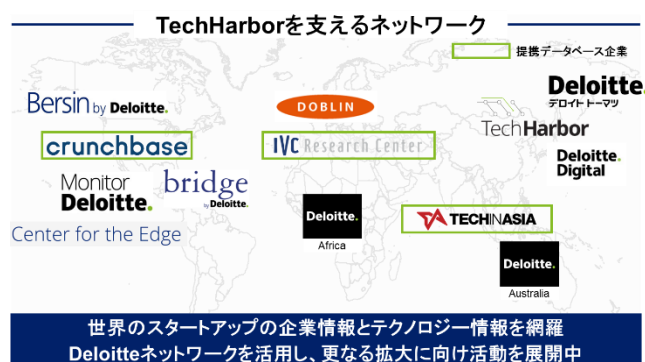 TechHarborを支えるネットワーク
提携データベース企業
Bersin by Deloitte.
DOBLIN
Deloitte.
デロイト トーマツ
TechHarbor
crunchbase
IVC Research Center
Deloitte.
Digital
Monitor
Deloitte.
bridge
by Deloitte.
Center for the Edge
Deloitte.
Africa
TECHINASIA
Deloitte.
Australia
世界のスタートアップの企業情報とテクノロジー情報を網羅
Deloitteネットワークを活用し、更なる拡大に向け活動を展開中